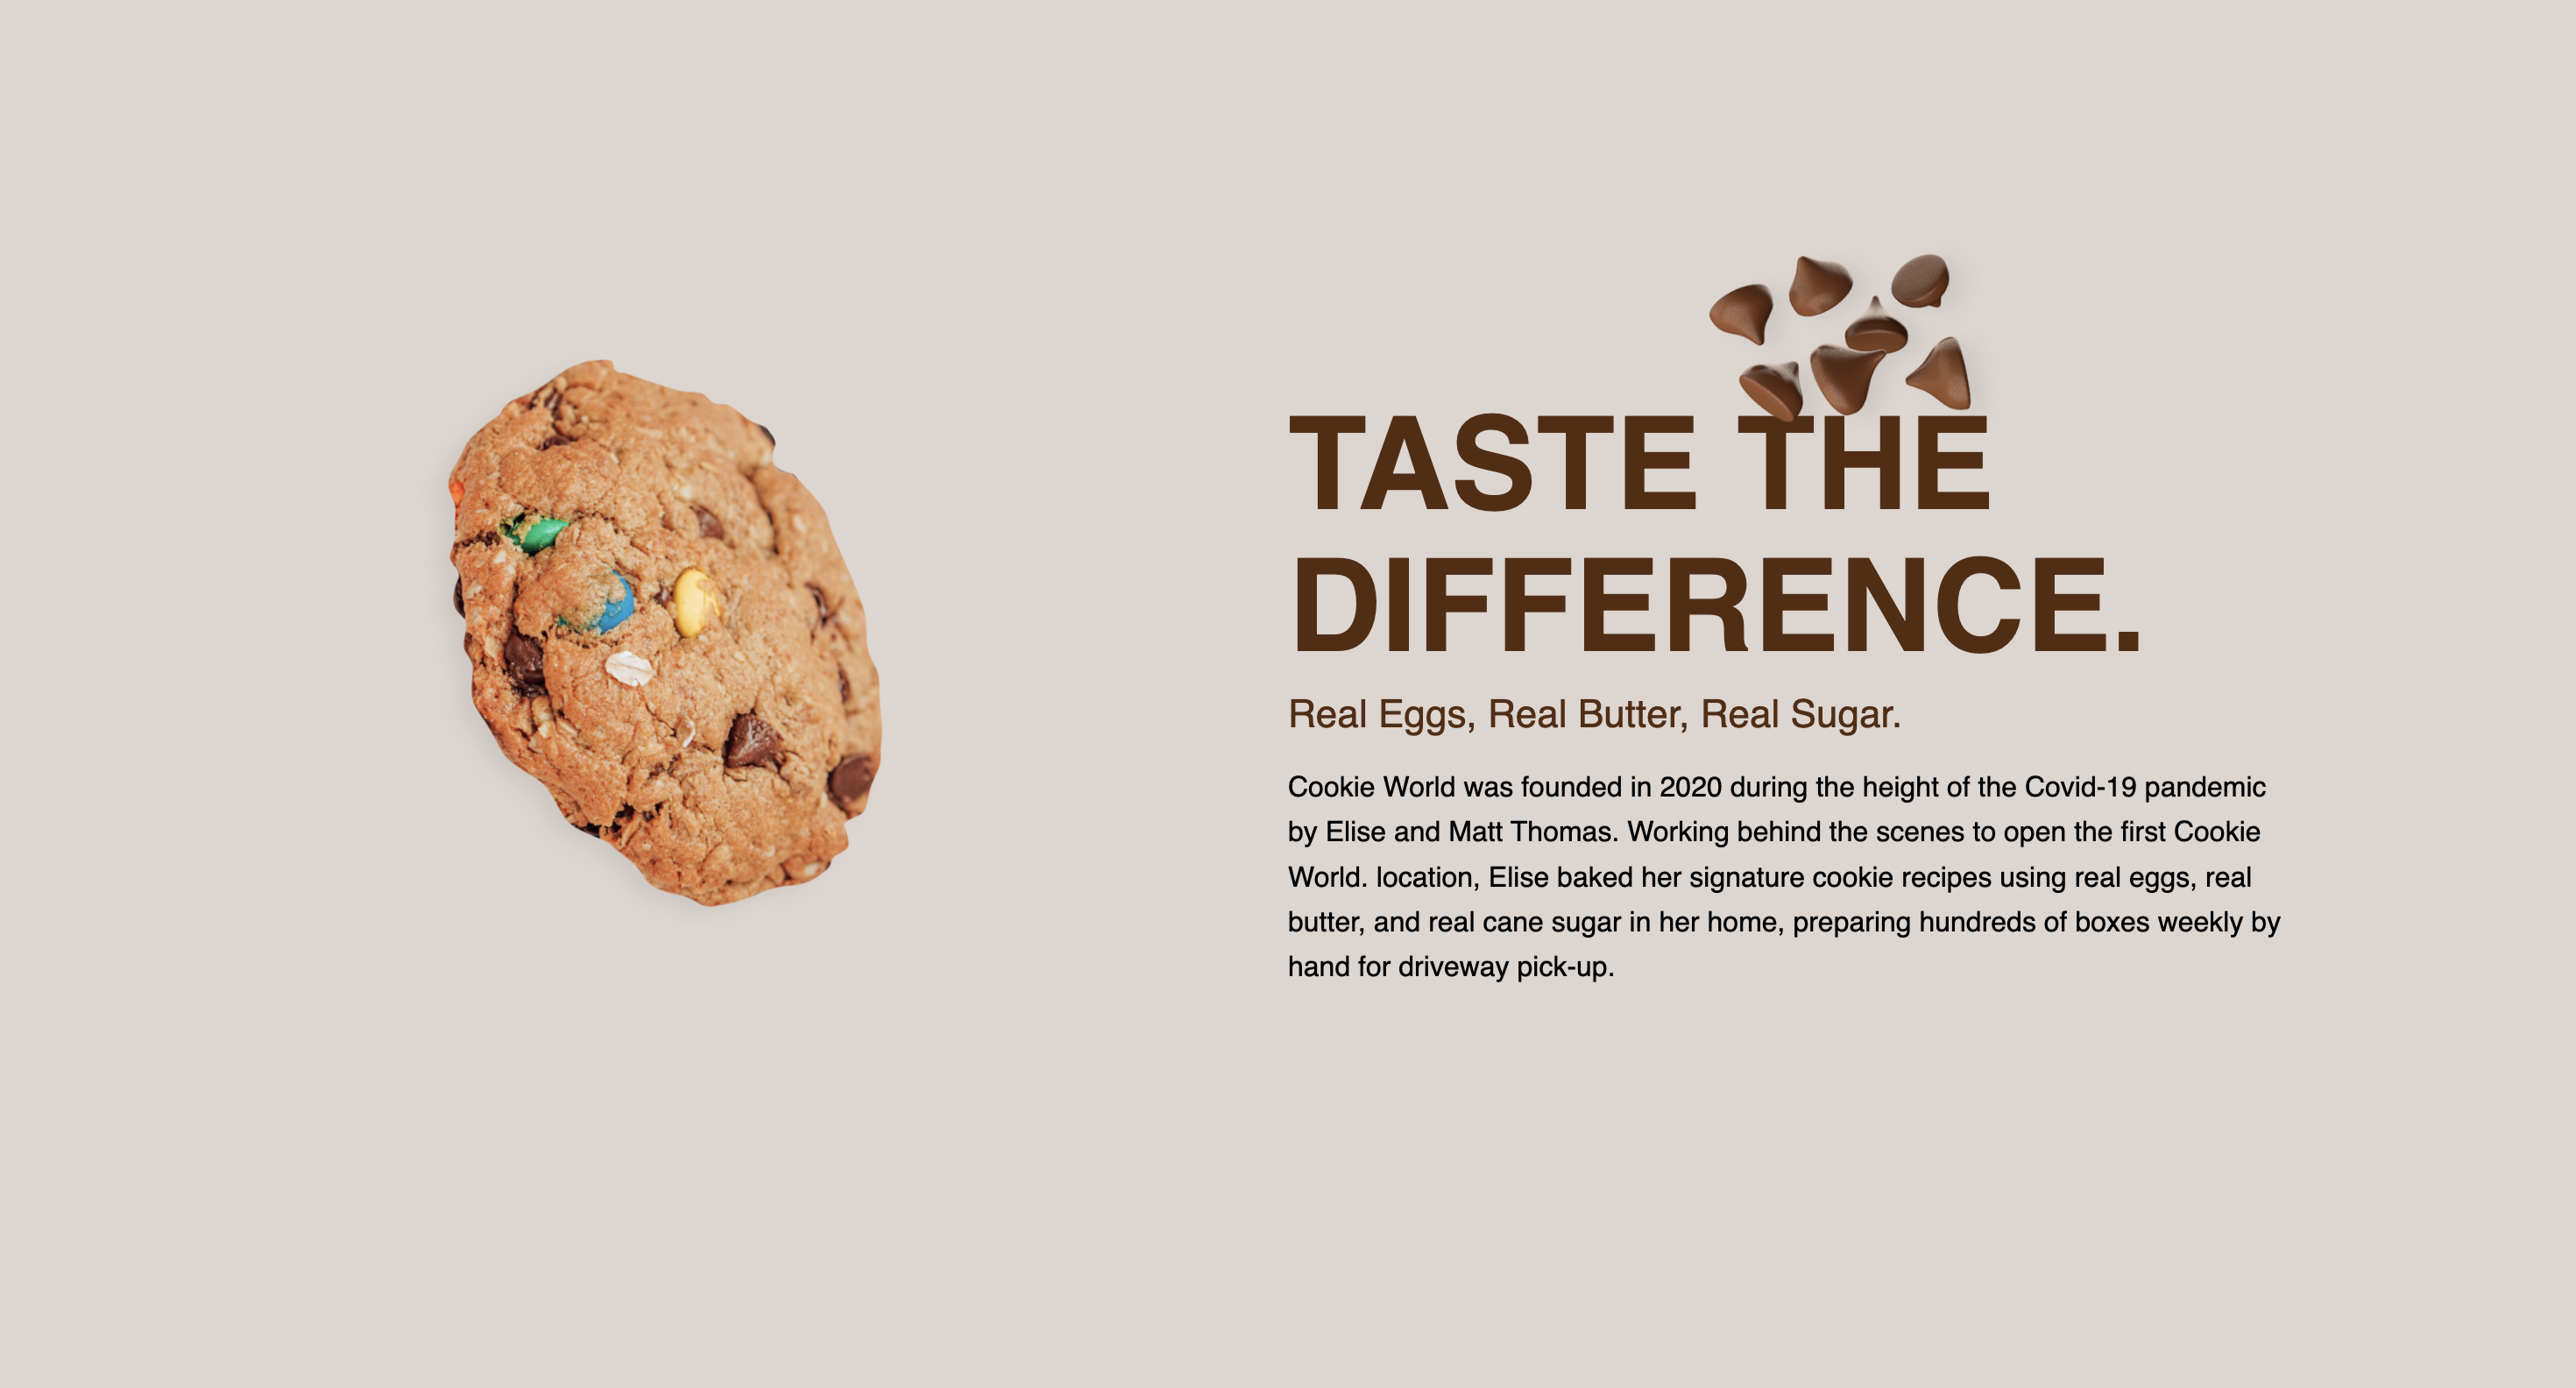 TASTE THE
DIFFERENCE.
Real Eggs, Real Butter, Real Sugar.
Cookie World was founded in 2020 during the height of the Covid-19 pandemic
by Elise and Matt Thomas. Working behind the scenes to open the first Cookie
World. location, Elise baked her signature cookie recipes using real eggs, real
butter, and real cane sugar in her home, preparing hundreds of boxes weekly by
hand for driveway pick-up.